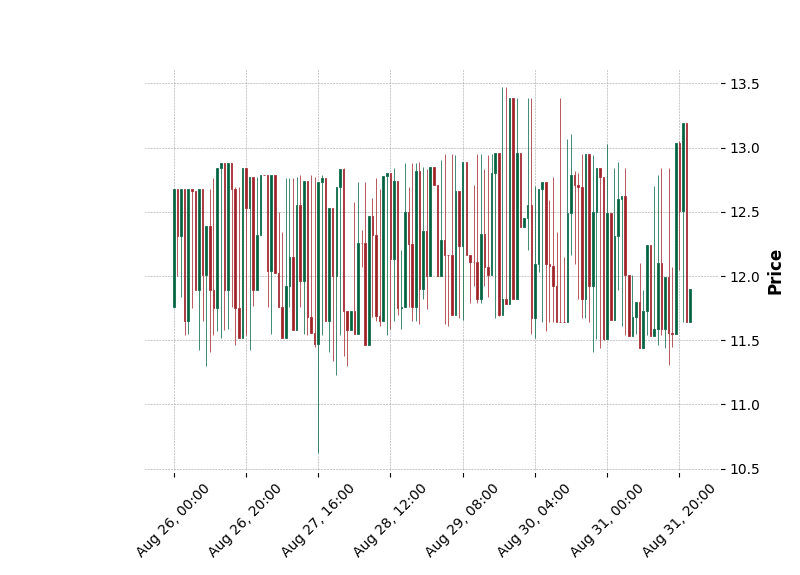 13.5
13.0
12.5
12.0
11.5
11.0
10.5
Price
Aug 26, 00:00
Aug 26, 20:00
Aug 27, 16:00
Aug 28, 12:00
Aug 29, 08:00
Aug 30, 04:00
Aug 31, 00:00
Aug 31, 20:00